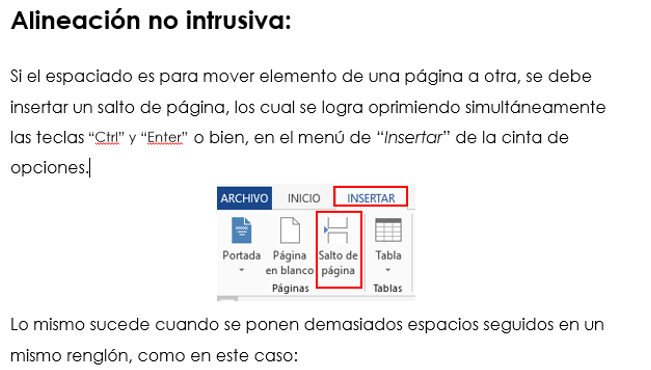 Alineación no intrusiva:
Si el espaciado es para mover elemento de una página a otra, se debe
insertar un salto de página, los cual se logra oprimiendo simultáneamente
las teclas “Ctrl” y “Enter” o bien, en el menú de “Insertar” de la cinta de
opciones.
ARCHIVO INICIO INSERTAR
Portada Página Salto de Tabla
en blanco página
Páginas Tablas
Lo mismo sucede cuando se ponen demasiados espacios seguidos en un
mismo renglón, como en este caso: